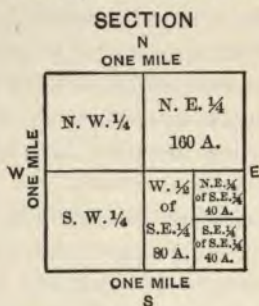 SECTION
N
ONE MILE
N. W. ¼
N. E. ¼
160 A.
W
ONE MILE
E
S. W. ¼
W. ½
of
S.E.¼
80 A.
N.E.¼
of S.E.¼
40 A.
S.E.¼
of S.E.¼
40 A.
ONE MILE
S